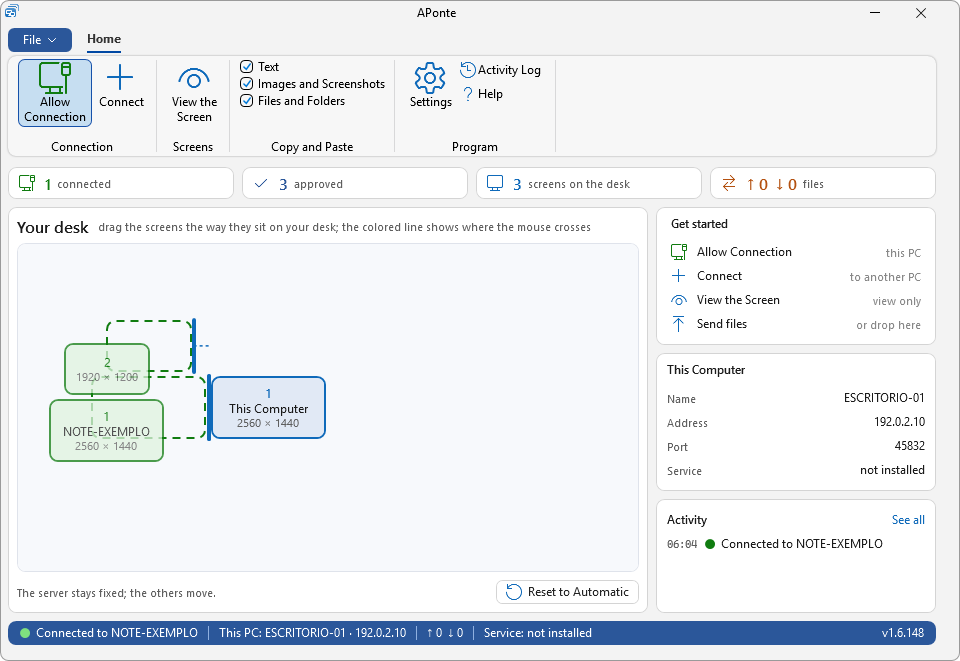 APonte
File
Home
Allow
Connection
Connect
Connection
View the
Screen
Screens
Text
Images and Screenshots
Files and Folders
Copy and Paste
Settings
Activity Log
Help
Program
1 connected
3 approved
3 screens on the desk
↑ 0 ↓ 0 files
Your desk drag the screens the way they sit on your desk; the colored line shows where the mouse crosses
2
1920 × 1200
1
NOTE-EXEMPLO
2560 × 1440
1
This Computer
2560 × 1440
The server stays fixed; the others move.
Reset to Automatic
Get started
Allow Connection this PC
Connect to another PC
View the Screen view only
Send files or drop here
This Computer
Name ESCRITORIO-01
Address 192.0.2.10
Port 45832
Service not installed
Activity See all
06:04 Connected to NOTE-EXEMPLO
Connected to NOTE-EXEMPLO This PC: ESCRITORIO-01 · 192.0.2.10 ↑ 0 ↓ 0 Service: not installed v1.6.148